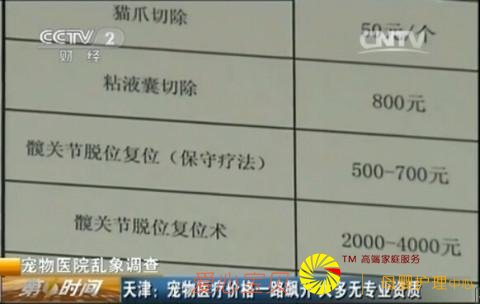 猫爪切除 50元/个
CCTV 2
财经
CNTV
粘液囊切除 800元
髋关节脱位复位（保守疗法） 500-700元
髋关节脱位复位术 2000-4000元
宠物医院乱象调查
TM 高端家庭服务
第1时间
天津：宠物医疗价格一路飙升 大多无专业资质